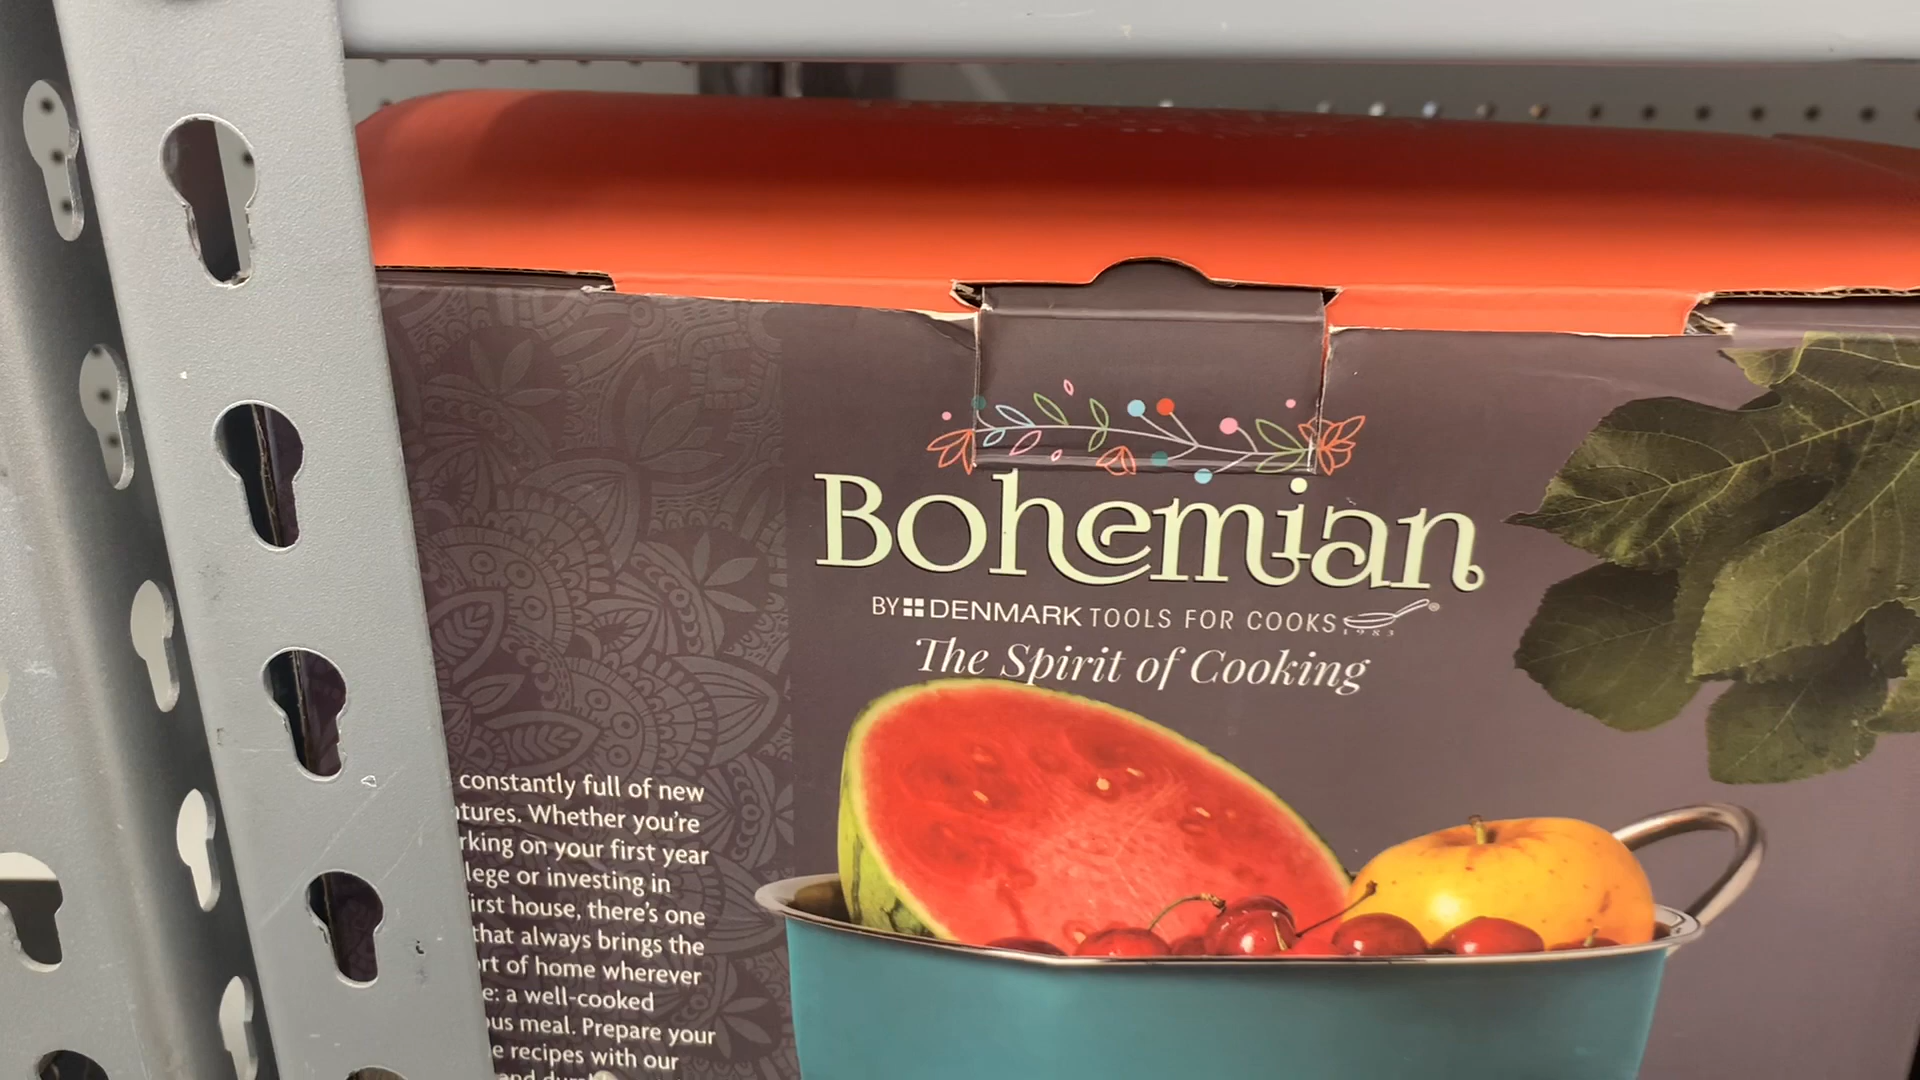 Bohemian
BY DENMARK TOOLS FOR COOKS ®
1983
The Spirit of Cooking
constantly full of new
tures. Whether you're
rking on your first year
lege or investing in
irst house, there's one
that always brings the
rt of home wherever
e: a well-cooked
ous meal. Prepare your
e recipes with our